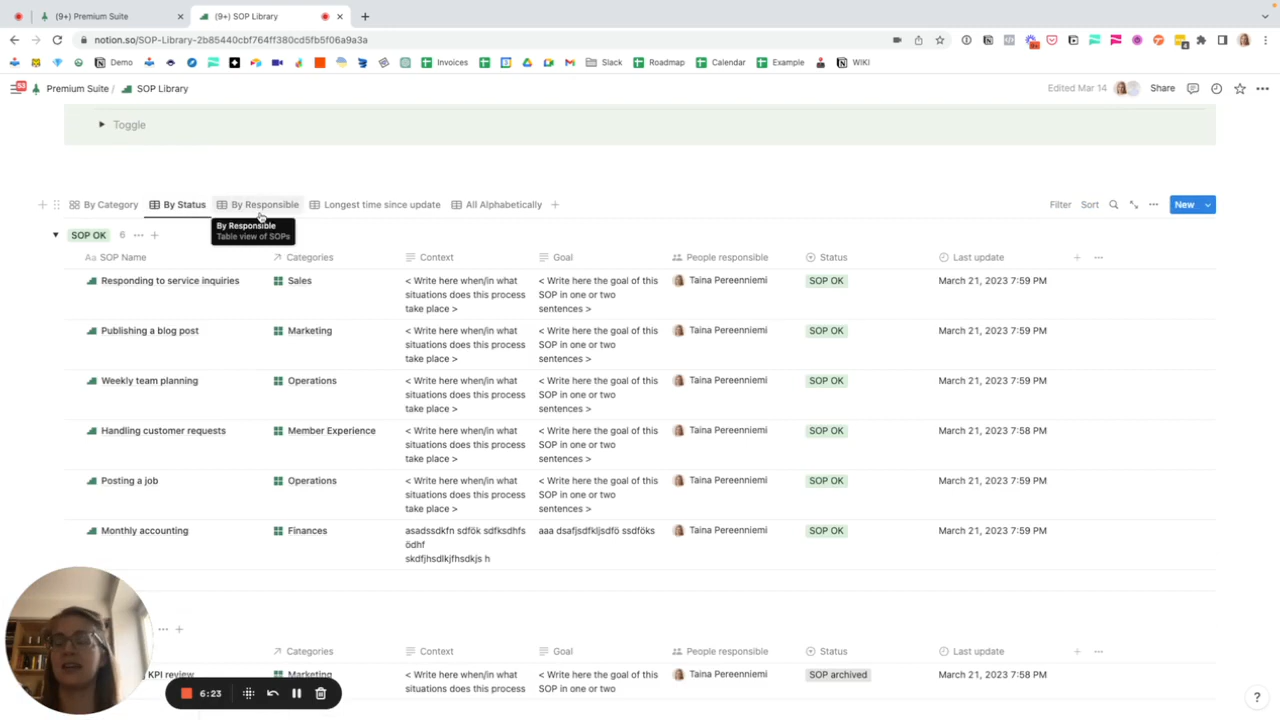 (9+) Premium Suite
(9+) SOP Library
notion.so/SOP-Library-2b85440cbf764ff380cd5fb5f06a9a3a
Demo
Invoices
Slack
Roadmap
Calendar
Example
WIKI
Premium Suite / SOP Library
Edited Mar 14
Share
Toggle
By Category
By Status
By Responsible
Longest time since update
All Alphabetically
Filter
Sort
New
By Responsible
Table view of SOPs
SOP OK 6
Aa SOP Name
Categories
Context
Goal
People responsible
Status
Last update
Responding to service inquiries
Sales
< Write here when/in what
situations does this process
take place >
< Write here the goal of this
SOP in one or two
sentences >
Taina Pereenniemi
SOP OK
March 21, 2023 7:59 PM
Publishing a blog post
Marketing
< Write here when/in what
situations does this process
take place >
< Write here the goal of this
SOP in one or two
sentences >
Taina Pereenniemi
SOP OK
March 21, 2023 7:59 PM
Weekly team planning
Operations
< Write here when/in what
situations does this process
take place >
< Write here the goal of this
SOP in one or two
sentences >
Taina Pereenniemi
SOP OK
March 21, 2023 7:59 PM
Handling customer requests
Member Experience
< Write here when/in what
situations does this process
take place >
< Write here the goal of this
SOP in one or two
sentences >
Taina Pereenniemi
SOP OK
March 21, 2023 7:58 PM
Posting a job
Operations
< Write here when/in what
situations does this process
take place >
< Write here the goal of this
SOP in one or two
sentences >
Taina Pereenniemi
SOP OK
March 21, 2023 7:59 PM
Monthly accounting
Finances
asadssdkfn sdfök sdfksdhfs
ödhf
skdfjhsdlkjfhsdkjs h
aaa dsafjsdfkljsdfö ssdföks
Taina Pereenniemi
SOP OK
March 21, 2023 7:59 PM
Categories
Context
Goal
People responsible
Status
Last update
KPI review
Marketing
< Write here when/in what
situations does this process
< Write here the goal of this
SOP in one or two
Taina Pereenniemi
SOP archived
March 21, 2023 7:59 PM
6:23
?